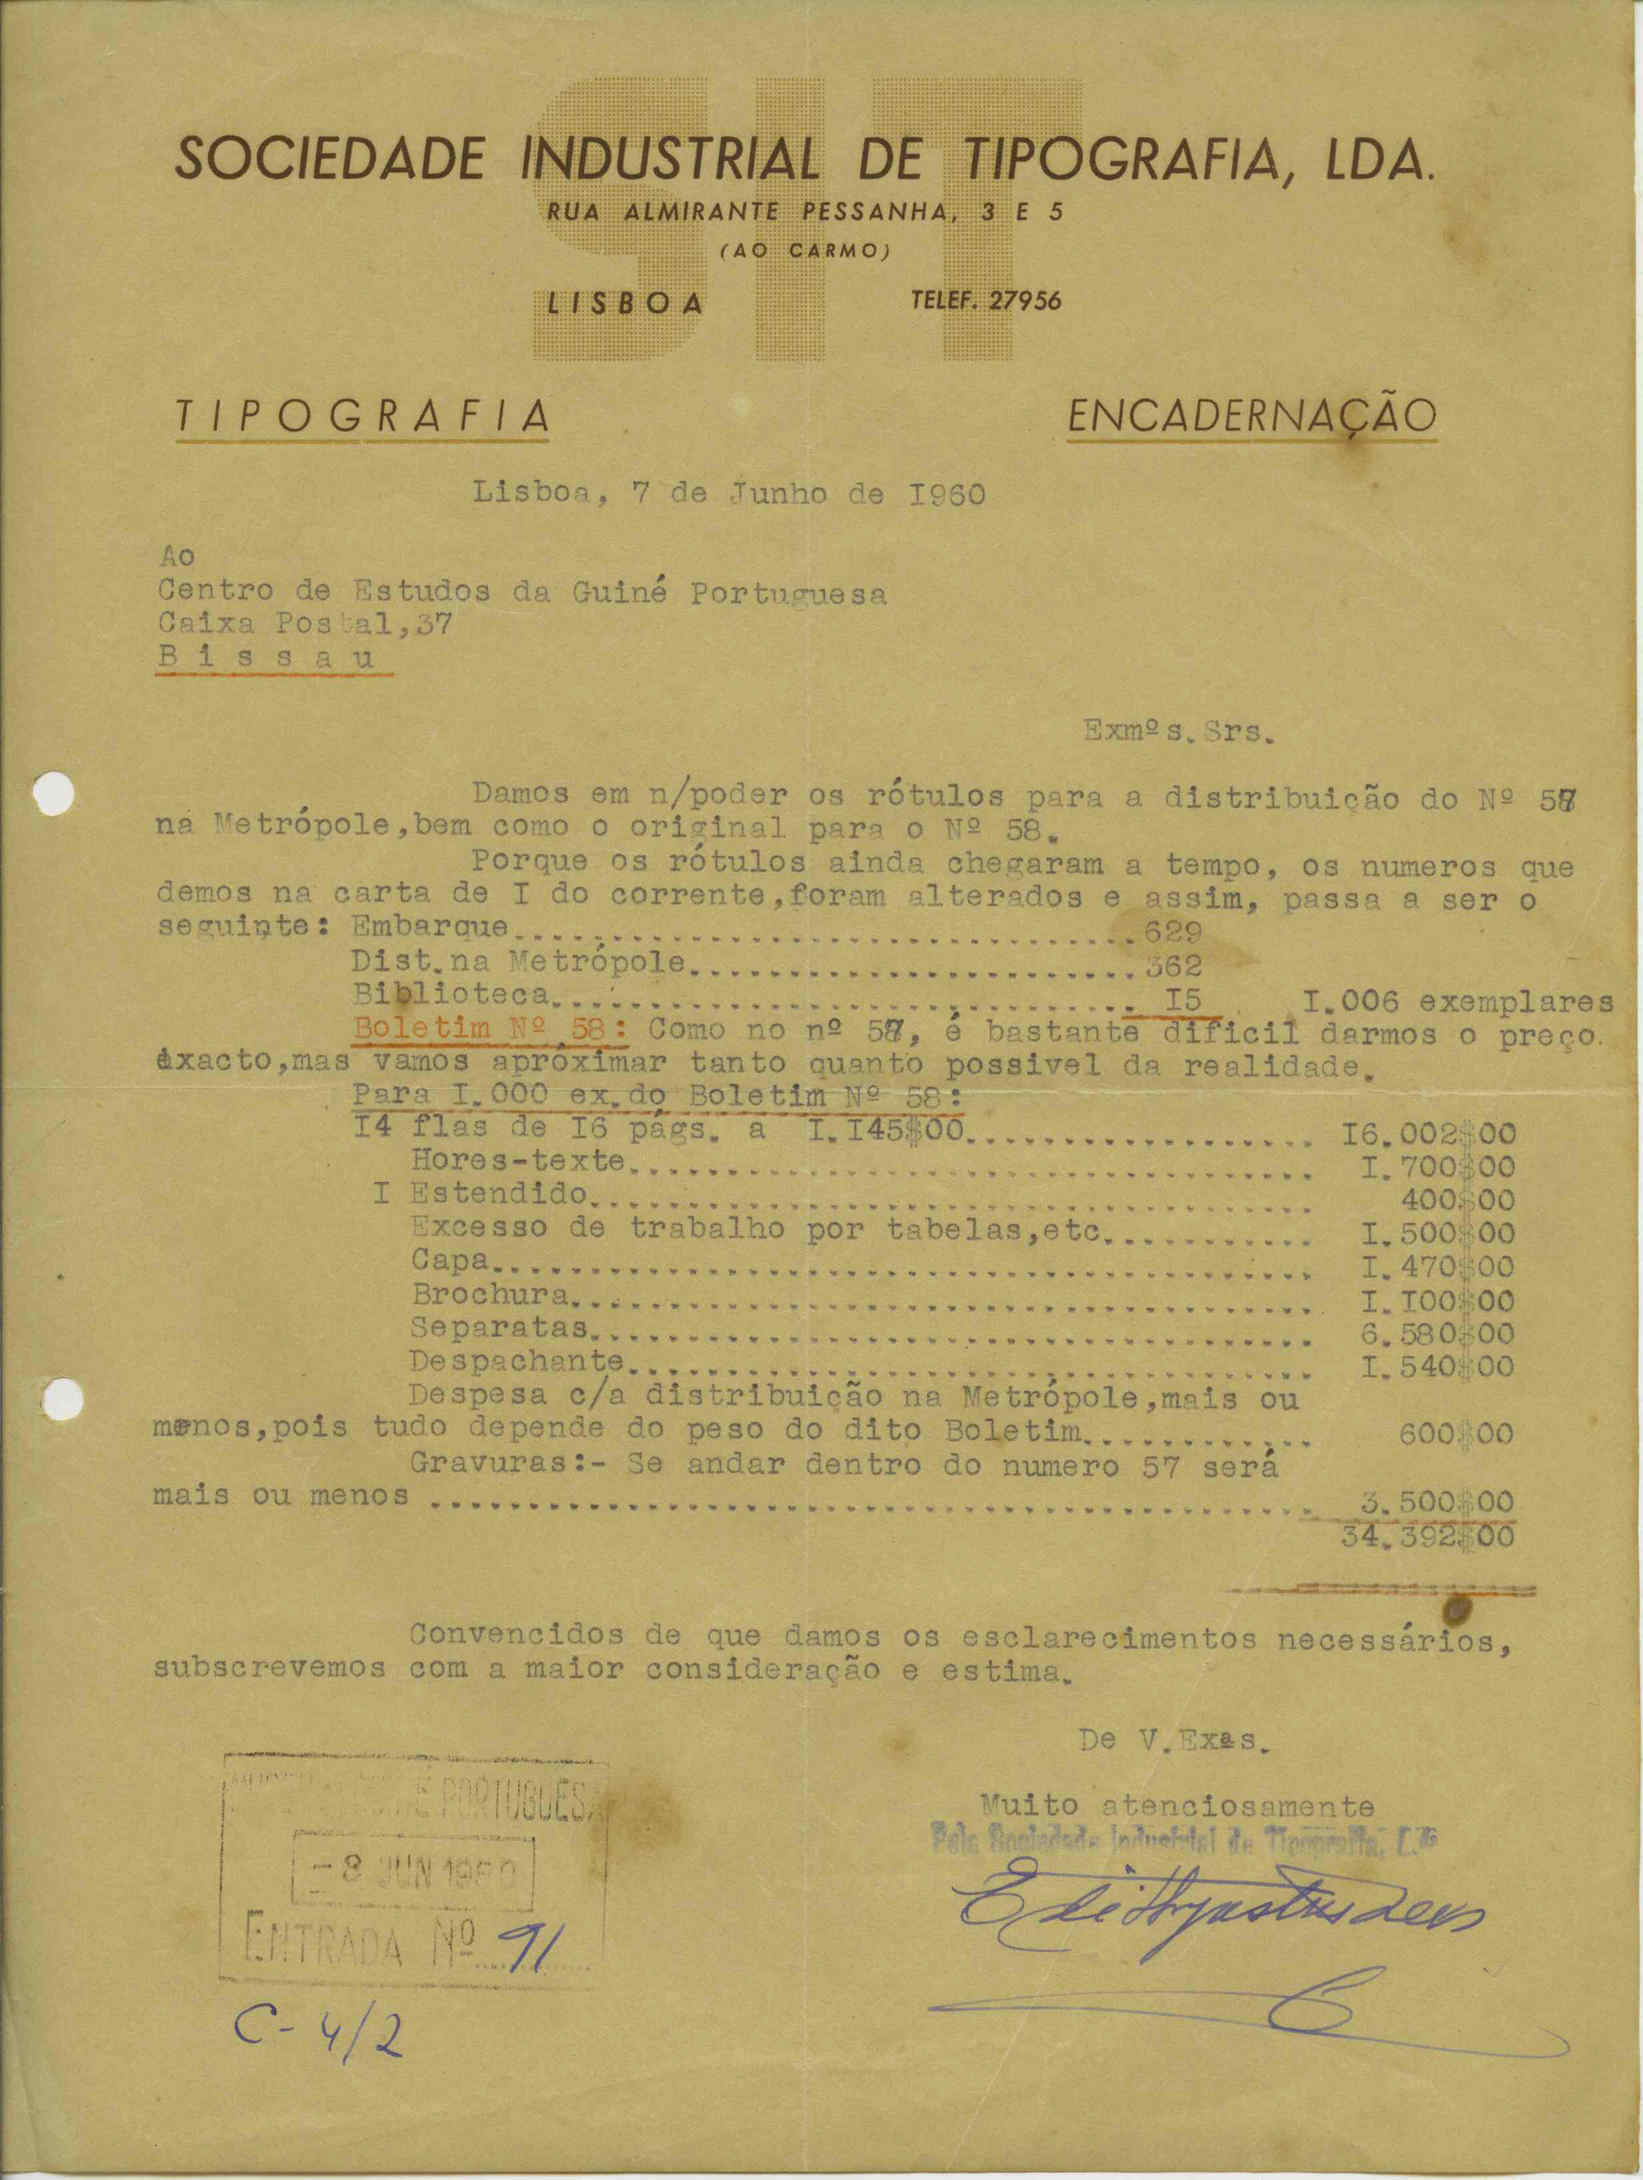 SIT
SOCIEDADE INDUSTRIAL DE TIPOGRAFIA, LDA.
RUA ALMIRANTE PESSANHA, 3 E 5
(AO CARMO)
LISBOA TELEF. 27956
TIPOGRAFIA ENCADERNAÇÃO
Lisboa, 7 de Junho de I960
Ao
Centro de Estudos da Guiné Portuguesa
Caixa Postal,37
B i s s a u
Exmºs.Srs.
Damos em n/poder os rótulos para a distribuição do Nº 57
na Metrópole,bem como o original para o Nº 58.
Porque os rótulos ainda chegaram a tempo, os numeros que
demos na carta de I do corrente,foram alterados e assim, passa a ser o
seguinte: Embarque................................629
Dist.na Metrópole.......................362
Biblioteca.............................. I5 I.006 exemplares
Boletim Nº 58: Como no nº 57, é bastante dificil darmos o preço
exacto,mas vamos apróximar tanto quanto possivel da realidade.
Para I.000 ex.do Boletim Nº 58:
I4 flas de I6 págs. a I.I45$00.................. I6.002$00
Hores-texte................................... I.700$00
I Estendido..................................... 400$00
Excesso de trabalho por tabelas,etc........... I.500$00
Capa.......................................... I.470$00
Brochura...................................... I.I00$00
Separatas..................................... 6.580$00
Despachante................................... I.540$00
Despesa c/a distribuição na Metrópole,mais ou
menos,pois tudo depende do peso do dito Boletim............ 600$00
Gravuras:- Se andar dentro do numero 57 será
mais ou menos ............................................. 3.500$00
34.392$00
Convencidos de que damos os esclarecimentos necessários,
subscrevemos com a maior consideração e estima.
De V.Exas.
Muito atenciosamente
Pela Sociedade Industrial de Tipografia, L.da
PORTUGUESA
-8 JUN 1960
ENTRADA Nº 91
C-4/2